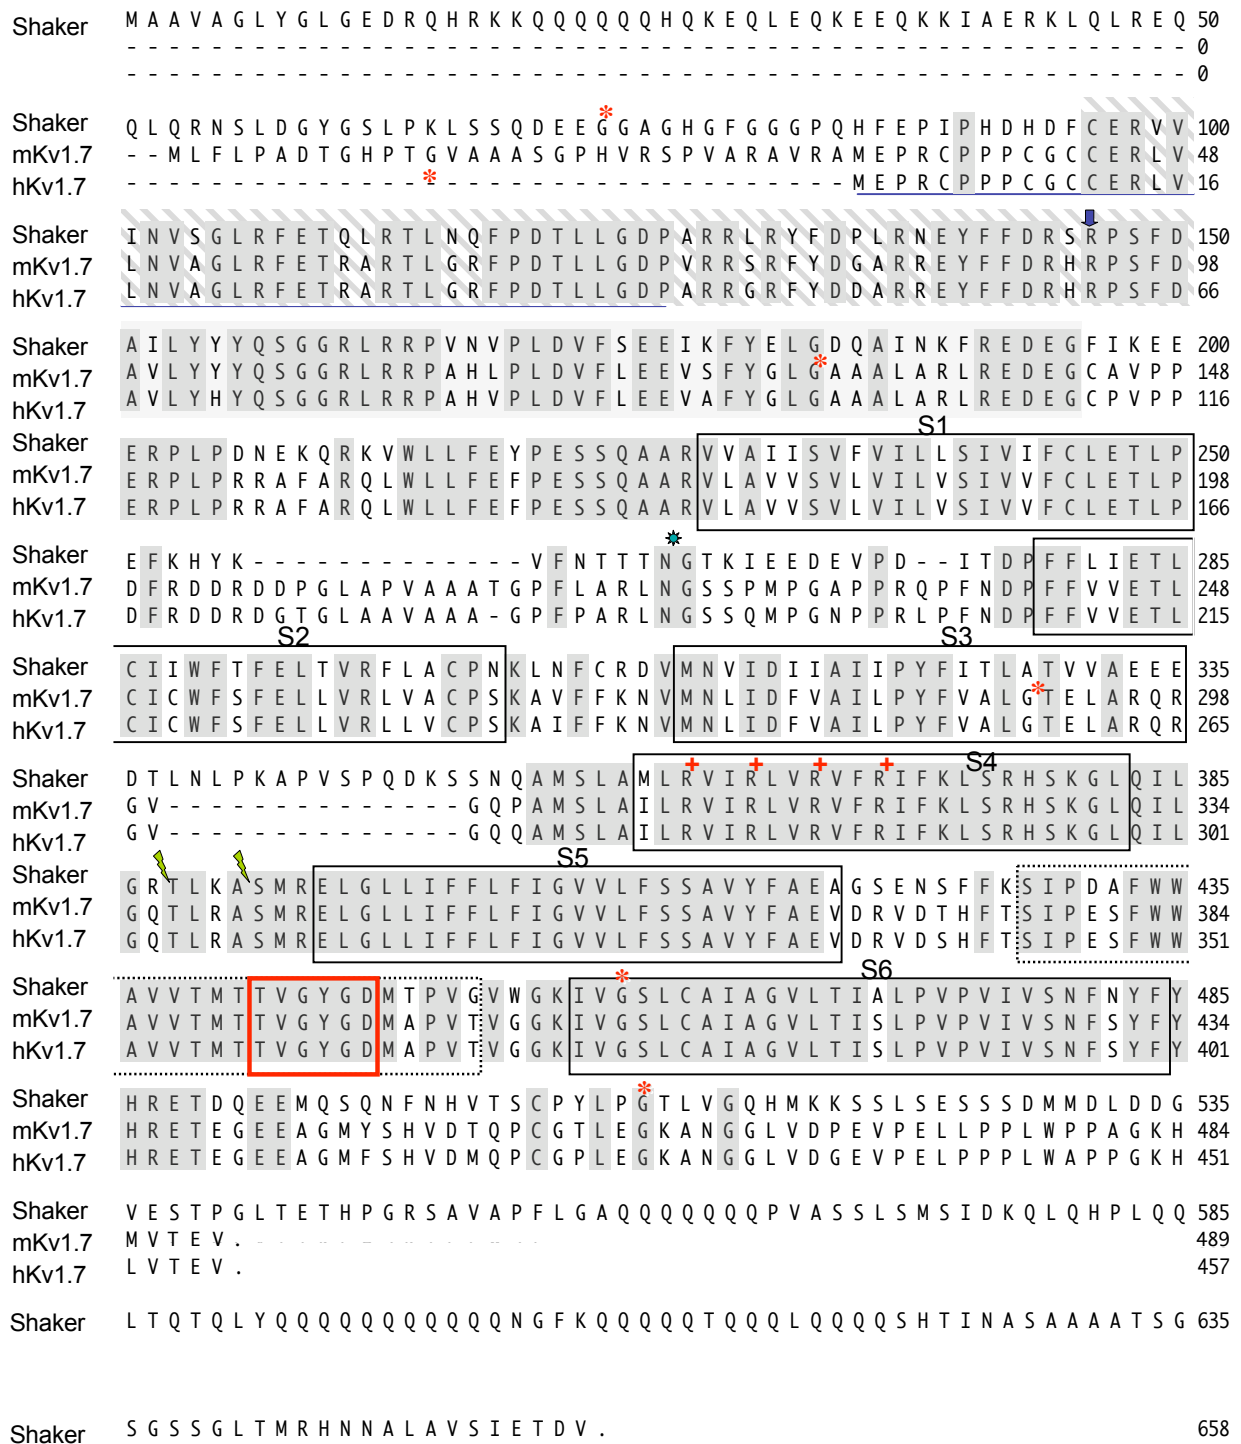 Shaker M A A V A G L Y G L G E D R Q H R K K Q Q Q Q Q Q H Q K E Q L E Q K E E Q K K I A E R K L Q L R E Q 50
- - - - - - - - - - - - - - - - - - - - - - - - - - - - - - - - - - - - - - - - - - - - - - - - - - 0
- - - - - - - - - - - - - - - - - - - - - - - - - - - - - - - - - - - - - - - - - - - - - - - - - - 0
*
Shaker Q L Q R N S L D G Y G S L P K L S S Q D E E G G A G H G F G G G P Q H F E P I P H D H D F C E R V V 100
mKv1.7 - - M L F L P A D T G H P T G V A A A S G P H V R S P V A R A V R A M E P R C P P P C G C C E R L V 48
*
hKv1.7 - - - - - - - - - - - - - - - - - - - - - - - - - - - - - - - - - - M E P R C P P P C G C C E R L V 16
Shaker I N V S G L R F E T Q L R T L N Q F P D T L L G D P A R R L R Y F D P L R N E Y F F D R S R P S F D 150
mKv1.7 L N V A G L R F E T R A R T L G R F P D T L L G D P V R R S R F Y D G A R R E Y F F D R H R P S F D 98
hKv1.7 L N V A G L R F E T R A R T L G R F P D T L L G D P A R R G R F Y D D A R R E Y F F D R H R P S F D 66
Shaker A I L Y Y Y Q S G G R L R R P V N V P L D V F S E E I K F Y E L G D Q A I N K F R E D E G F I K E E 200
*
mKv1.7 A V L Y Y Y Q S G G R L R R P A H L P L D V F L E E V S F Y G L G A A A L A R L R E D E G C A V P P 148
hKv1.7 A V L Y H Y Q S G G R L R R P A H V P L D V F L E E V A F Y G L G A A A L A R L R E D E G C P V P P 116
S1
Shaker E R P L P D N E K Q R K V W L L F E Y P E S S Q A A R V V A I I S V F V I L L S I V I F C L E T L P 250
mKv1.7 E R P L P R R A F A R Q L W L L F E F P E S S Q A A R V L A V V S V L V I L V S I V V F C L E T L P 198
hKv1.7 E R P L P R R A F A R Q L W L L F E F P E S S Q A A R V L A V V S V L V I L V S I V V F C L E T L P 166
Shaker E F K H Y K - - - - - - - - - - - - - V F N T T T N G T K I E E D E V P D - - I T D P F F L I E T L 285
mKv1.7 D F R D D R D D P G L A P V A A A T G P F L A R L N G S S P M P G A P P R Q P F N D P F F V V E T L 248
hKv1.7 D F R D D R D G T G L A A V A A A - G P F P A R L N G S S Q M P G N P P R L P F N D P F F V V E T L 215
S2 S3
Shaker C I I W F T F E L T V R F L A C P N K L N F C R D V M N V I D I I A I I P Y F I T L A T V V A E E E 335
*
mKv1.7 C I C W F S F E L L V R L V A C P S K A V F F K N V M N L I D F V A I L P Y F V A L G T E L A R Q R 298
hKv1.7 C I C W F S F E L L V R L L V C P S K A I F F K N V M N L I D F V A I L P Y F V A L G T E L A R Q R 265
+ + + + S4
Shaker D T L N L P K A P V S P Q D K S S N Q A M S L A M L R V I R L V R V F R I F K L S R H S K G L Q I L 385
mKv1.7 G V - - - - - - - - - - - - - - G Q P A M S L A I L R V I R L V R V F R I F K L S R H S K G L Q I L 334
hKv1.7 G V - - - - - - - - - - - - - - G Q Q A M S L A I L R V I R L V R V F R I F K L S R H S K G L Q I L 301
S5
Shaker G R T L K A S M R E L G L L I F F L F I G V V L F S S A V Y F A E A G S E N S F F K S I P D A F W W 435
mKv1.7 G Q T L R A S M R E L G L L I F F L F I G V V L F S S A V Y F A E V D R V D T H F T S I P E S F W W 384
hKv1.7 G Q T L R A S M R E L G L L I F F L F I G V V L F S S A V Y F A E V D R V D S H F T S I P E S F W W 351
* S6
Shaker A V V T M T T V G Y G D M T P V G V W G K I V G S L C A I A G V L T I A L P V P V I V S N F N Y F Y 485
mKv1.7 A V V T M T T V G Y G D M A P V T V G G K I V G S L C A I A G V L T I S L P V P V I V S N F S Y F Y 434
hKv1.7 A V V T M T T V G Y G D M A P V T V G G K I V G S L C A I A G V L T I S L P V P V I V S N F S Y F Y 401
*
Shaker H R E T D Q E E M Q S Q N F N H V T S C P Y L P G T L V G Q H M K K S S L S E S S S D M M D L D D G 535
mKv1.7 H R E T E G E E A G M Y S H V D T Q P C G T L E G K A N G G L V D P E V P E L L P P L W P P A G K H 484
hKv1.7 H R E T E G E E A G M F S H V D M Q P C G P L E G K A N G G L V D G E V P E L P P P L W A P P G K H 451
Shaker V E S T P G L T E T H P G R S A V A P F L G A Q Q Q Q Q Q Q P V A S S L S M S I D K Q L Q H P L Q Q 585
mKv1.7 M V T E V . 489
hKv1.7 L V T E V . 457
Shaker L T Q T Q L Y Q Q Q Q Q Q Q Q Q Q Q N G F K Q Q Q Q Q T Q Q Q L Q Q Q Q S H T I N A S A A A A T S G 635
Shaker S G S S G L T M R H N N A L A V S I E T D V . 658